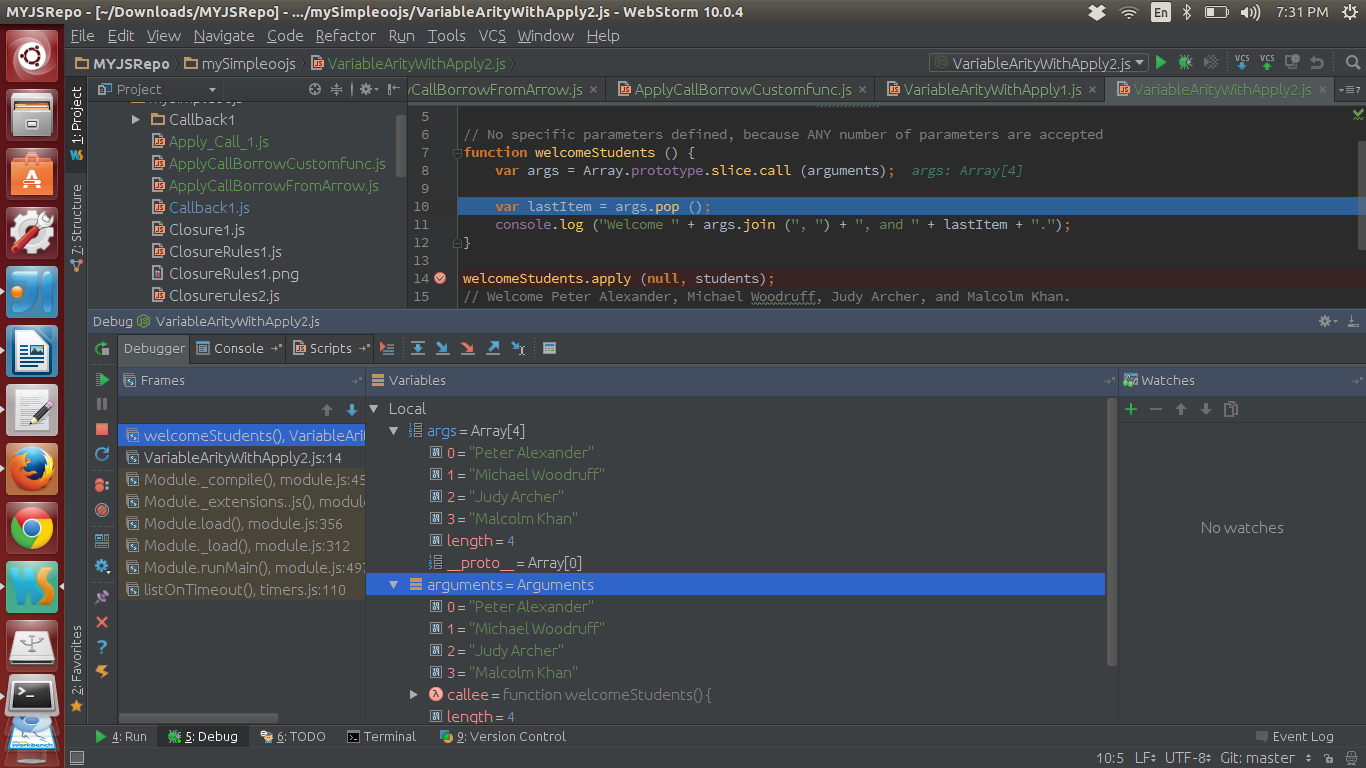 MYJSRepo - [~/Downloads/MYJSRepo] - .../mySimpleoojs/VariableArityWithApply2.js - WebStorm 10.0.4
En
7:31 PM
File Edit View Navigate Code Refactor Run Tools VCS Window Help
MYJSRepo mySimpleoojs VariableArityWithApply2.js
VariableArityWithApply2.js
VCS VCS
1: Project
7: Structure
2: Favorites
Project
Callback1
Apply_Call_1.js
ApplyCallBorrowCustomfunc.js
ApplyCallBorrowFromArrow.js
Callback1.js
Closure1.js
ClosureRules1.js
ClosureRules1.png
Closurerules2.js
yCallBorrowFromArrow.js × ApplyCallBorrowCustomfunc.js × VariableArityWithApply1.js × VariableArityWithApply2.js × 7
5
6 // No specific parameters defined, because ANY number of parameters are accepted
7 function welcomeStudents () {
8 var args = Array.prototype.slice.call (arguments); args: Array[4]
9
10 var lastItem = args.pop ();
11 console.log ("Welcome " + args.join (", ") + ", and " + lastItem + ".");
12 }
13
14 welcomeStudents.apply (null, students);
15 // Welcome Peter Alexander, Michael Woodruff, Judy Archer, and Malcolm Khan.
Debug VariableArityWithApply2.js
Debugger Console Scripts
Frames
welcomeStudents(), VariableArit
VariableArityWithApply2.js:14
Module._compile(), module.js:45
Module._extensions..js(), modul
Module.load(), module.js:356
Module._load(), module.js:312
Module.runMain(), module.js:497
listOnTimeout(), timers.js:110
Variables
Local
args = Array[4]
0 = "Peter Alexander"
1 = "Michael Woodruff"
2 = "Judy Archer"
3 = "Malcolm Khan"
length = 4
__proto__ = Array[0]
arguments = Arguments
0 = "Peter Alexander"
1 = "Michael Woodruff"
2 = "Judy Archer"
3 = "Malcolm Khan"
callee = function welcomeStudents() {
length = 4
Watches
No watches
4: Run 5: Debug 6: TODO Terminal 9: Version Control Event Log
10:5 LF UTF-8 Git: master